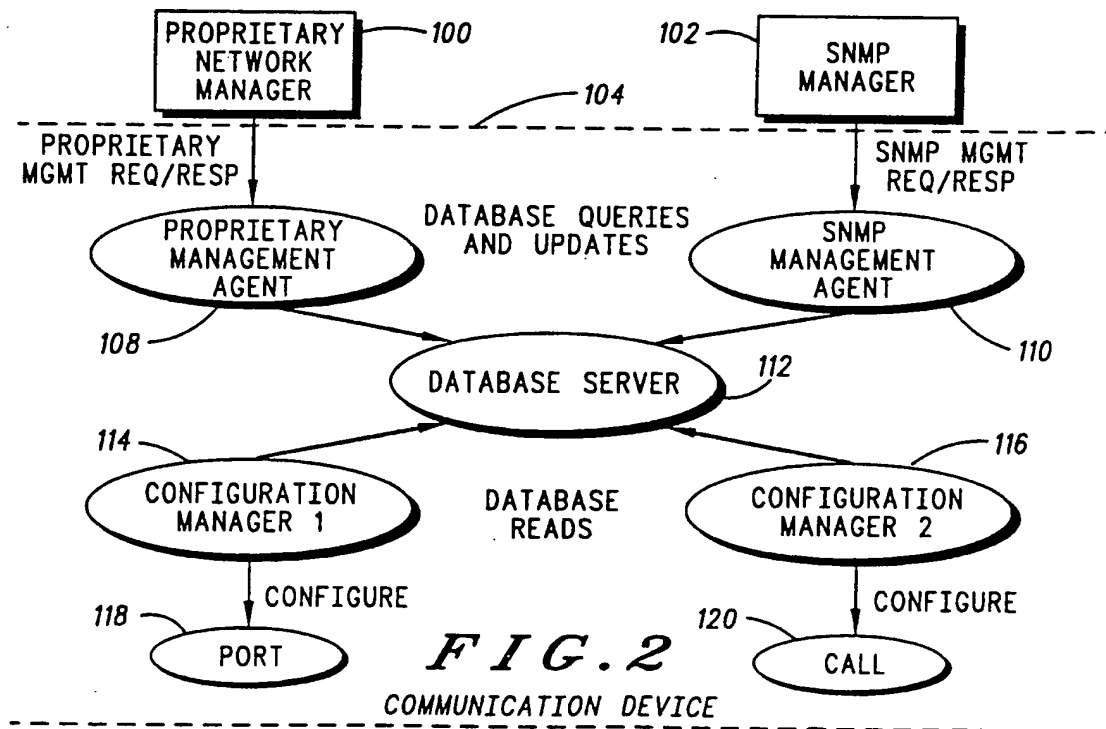 PROPRIETARY
NETWORK
MANAGER
100
102
SNMP
MANAGER
104
PROPRIETARY
MGMT REQ/RESP
SNMP MGMT
REQ/RESP
DATABASE QUERIES
AND UPDATES
PROPRIETARY
MANAGEMENT
AGENT
SNMP
MANAGEMENT
AGENT
108
110
DATABASE SERVER
112
114
116
CONFIGURATION
MANAGER 1
DATABASE
READS
CONFIGURATION
MANAGER 2
CONFIGURE
CONFIGURE
118
120
PORT
FIG.2
CALL
COMMUNICATION DEVICE